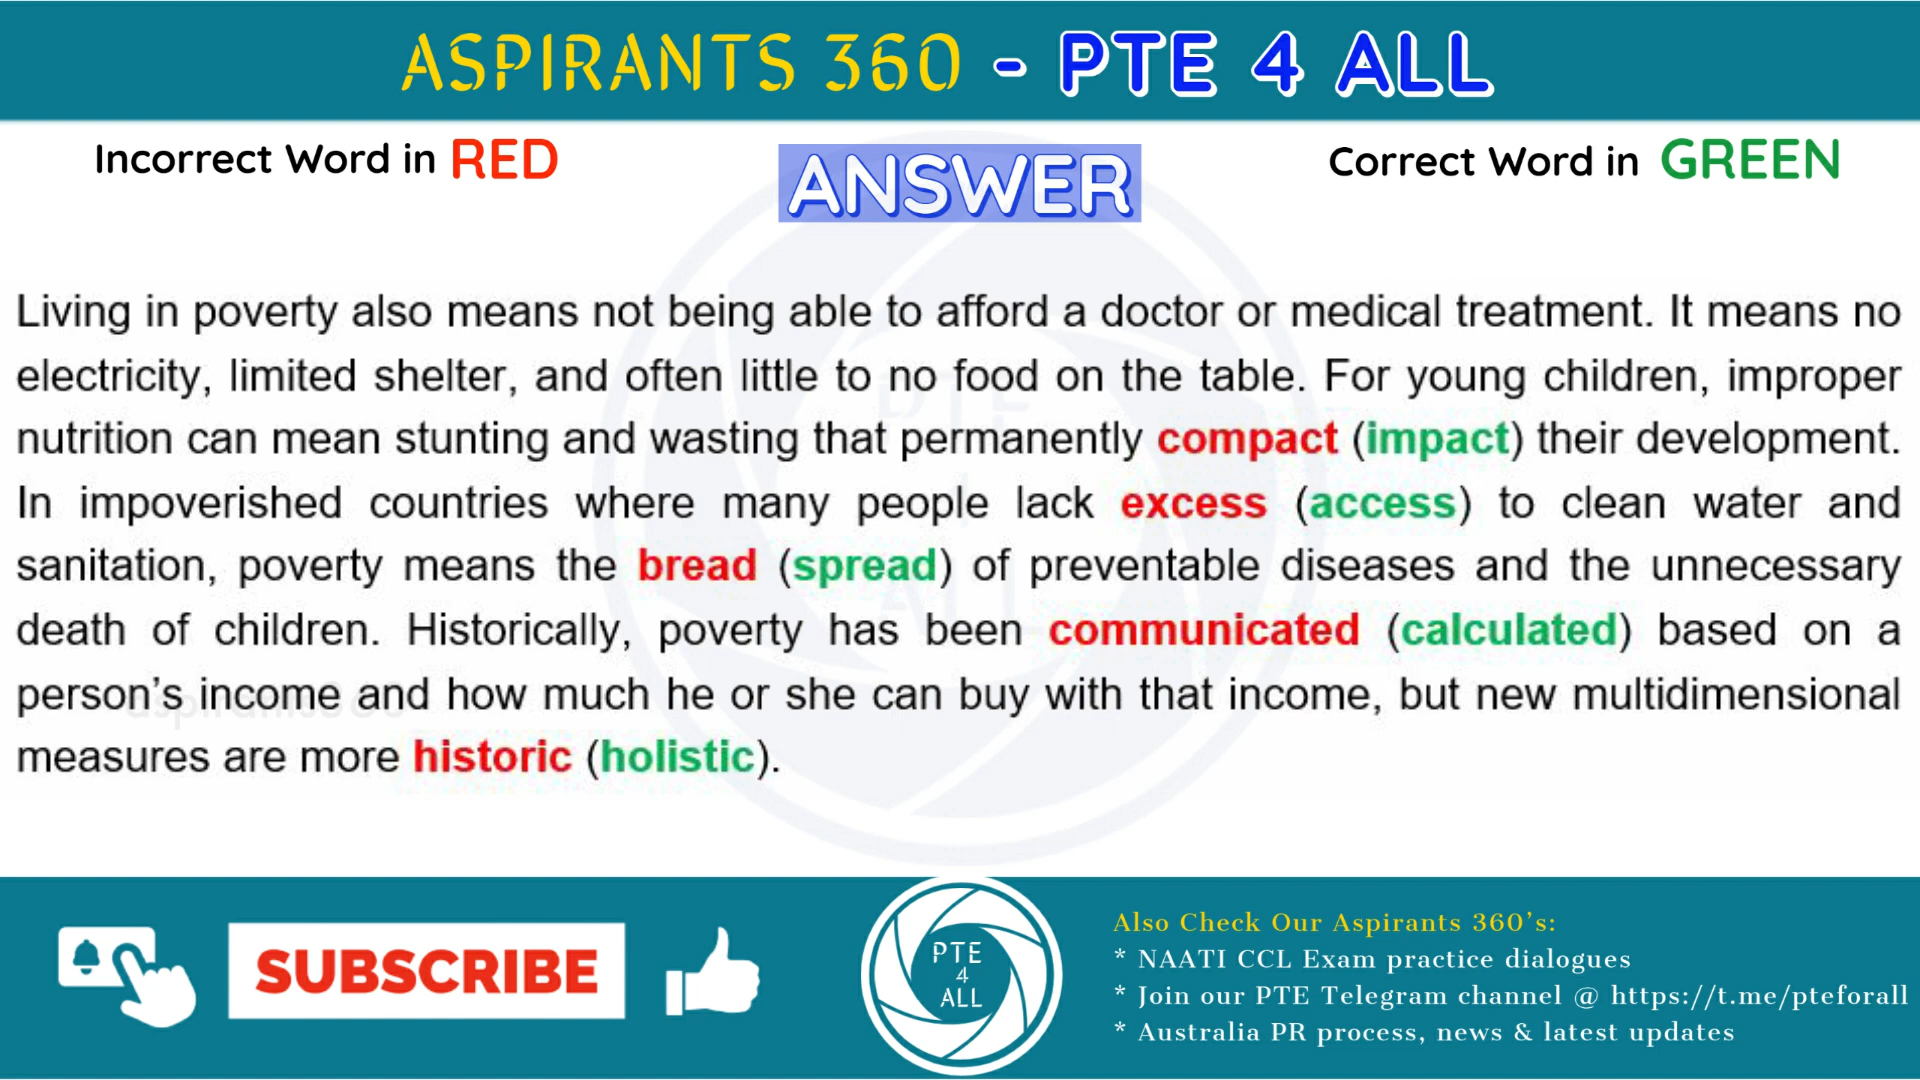 ASPIRANTS 360 - PTE 4 ALL
Incorrect Word in RED
ANSWER
Correct Word in GREEN
Living in poverty also means not being able to afford a doctor or medical treatment. It means no
electricity, limited shelter, and often little to no food on the table. For young children, improper
nutrition can mean stunting and wasting that permanently compact (impact) their development.
In impoverished countries where many people lack excess (access) to clean water and
sanitation, poverty means the bread (spread) of preventable diseases and the unnecessary
death of children. Historically, poverty has been communicated (calculated) based on a
person's income and how much he or she can buy with that income, but new multidimensional
measures are more historic (holistic).
PTE
4
ALL
aspirants360
SUBSCRIBE
PTE
4
ALL
Also Check Our Aspirants 360's:
* NAATI CCL Exam practice dialogues
* Join our PTE Telegram channel @ https://t.me/pteforall
* Australia PR process, news & latest updates